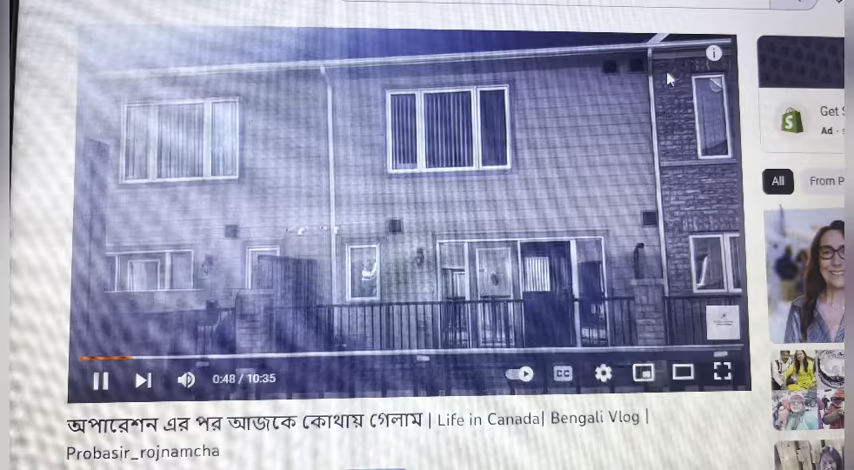 Get
Ad
All
From P
0:48 / 10:35
CC
অপারেশন এর পর আজকে কোথায় গেলাম | Life in Canada| Bengali Vlog |
Probasir_rojnamcha